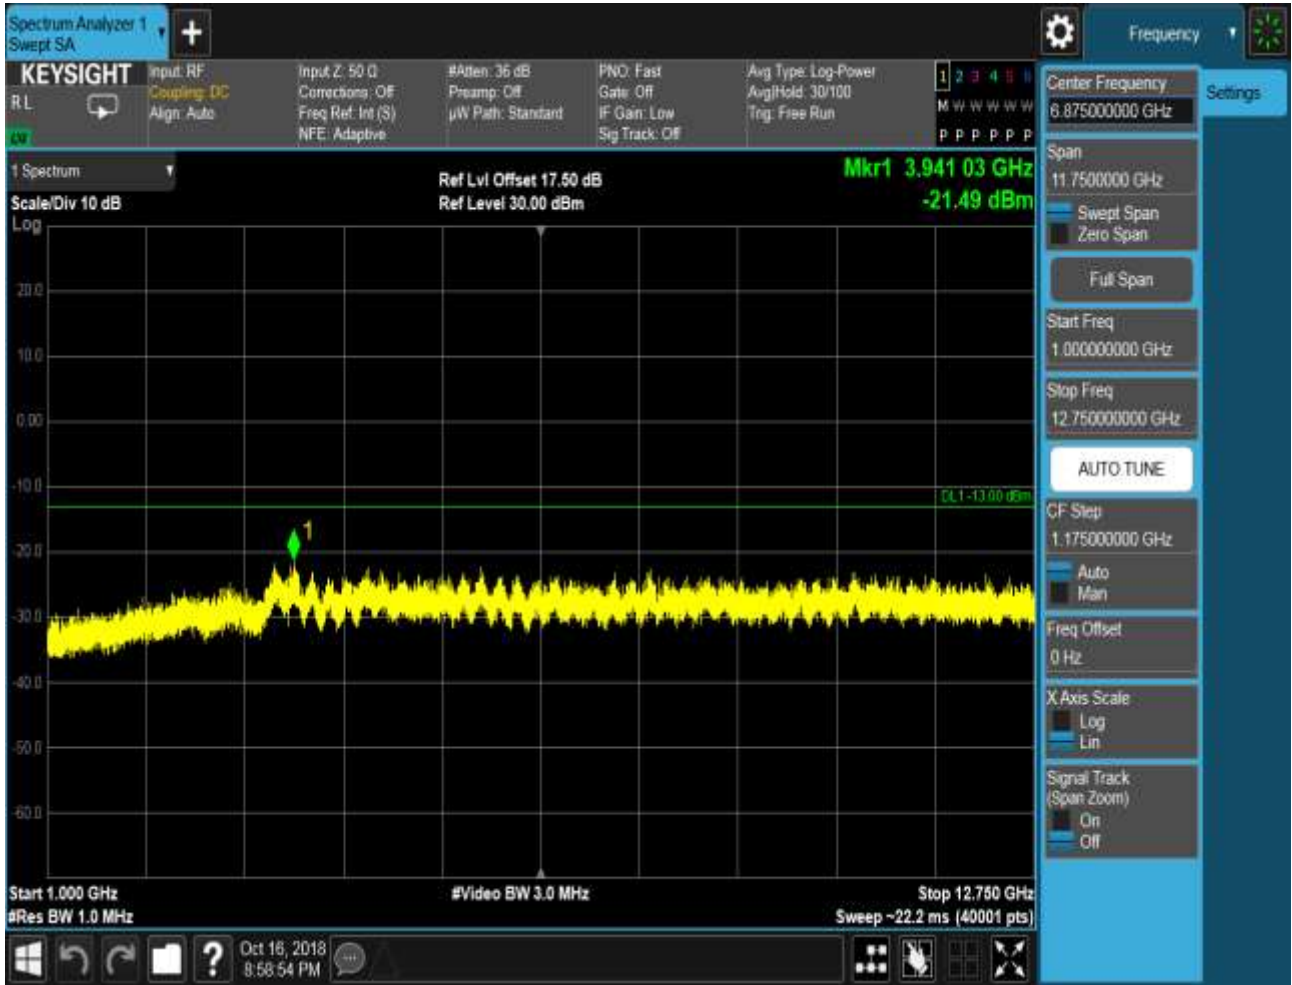 Spectrum Analyzer 1
Swept SA
+
Frequency
KEYSIGHT
RL
LW
Input: RF
Coupling: DC
Align: Auto
Input Z: 50 Ω
Corrections: Off
Freq Ref: Int (S)
NFE: Adaptive
#Atten: 36 dB
Preamp: Off
µW Path: Standard
PNO: Fast
Gate: Off
IF Gain: Low
Sig Track: Off
Avg Type: Log-Power
Avg|Hold: 30/100
Trig: Free Run
1 2 3 4 5 6
M W W W W W
P P P P P P
1 Spectrum
Scale/Div 10 dB
Log
Ref Lvl Offset 17.50 dB
Ref Level 30.00 dBm
Mkr1 3.941 03 GHz
-21.49 dBm
20.0
10.0
0.00
-10.0
-20.0
-30.0
-40.0
-50.0
-60.0
DL1 -13.00 dBm
1
Start 1.000 GHz
#Res BW 1.0 MHz
#Video BW 3.0 MHz
Stop 12.750 GHz
Sweep ~22.2 ms (40001 pts)
Center Frequency
6.875000000 GHz
Settings
Span
11.7500000 GHz
Swept Span
Zero Span
Full Span
Start Freq
1.000000000 GHz
Stop Freq
12.750000000 GHz
AUTO TUNE
CF Step
1.175000000 GHz
Auto
Man
Freq Offset
0 Hz
X Axis Scale
Log
Lin
Signal Track
(Span Zoom)
On
Off
?
Oct 16, 2018
8:58:54 PM